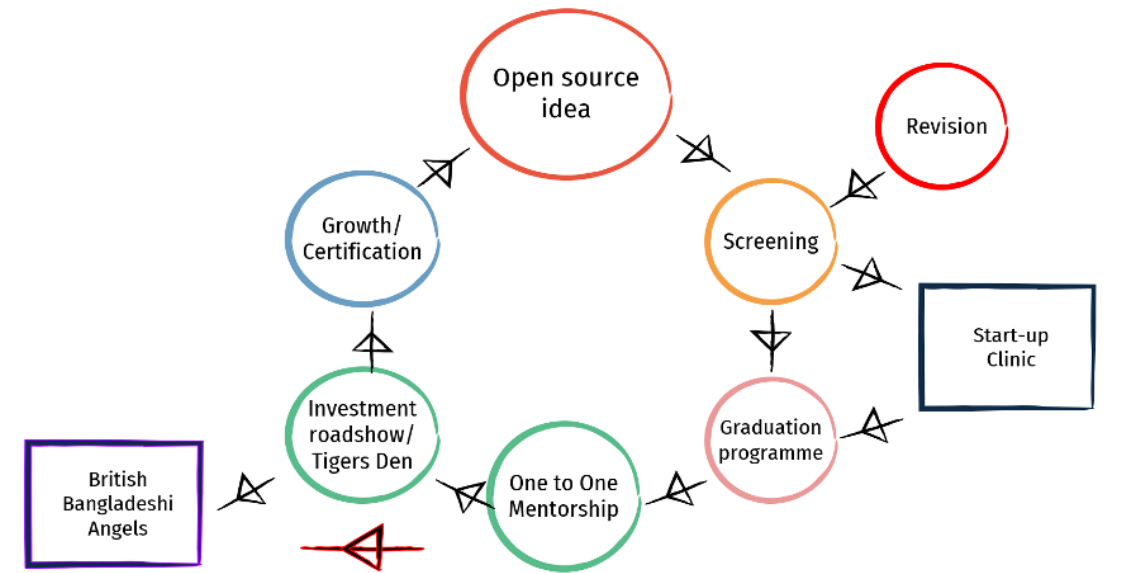 Open source
idea
Revision
Screening
Growth/
Certification
Start-up
Clinic
Graduation
programme
Investment
roadshow/
Tigers Den
One to One
Mentorship
British
Bangladeshi
Angels